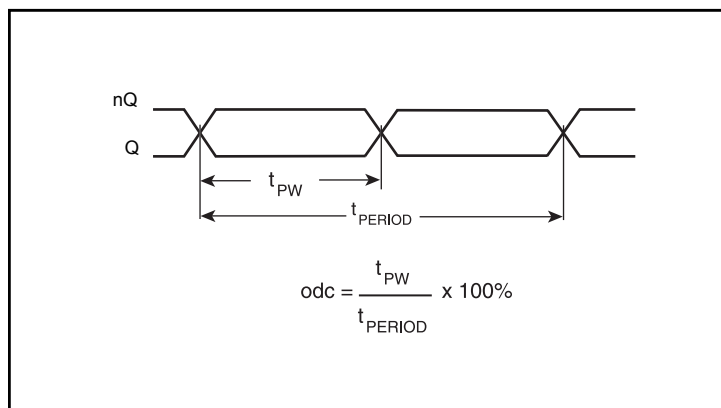 nQ
Q
tPW
tPERIOD
odc = tPW / tPERIOD x 100%